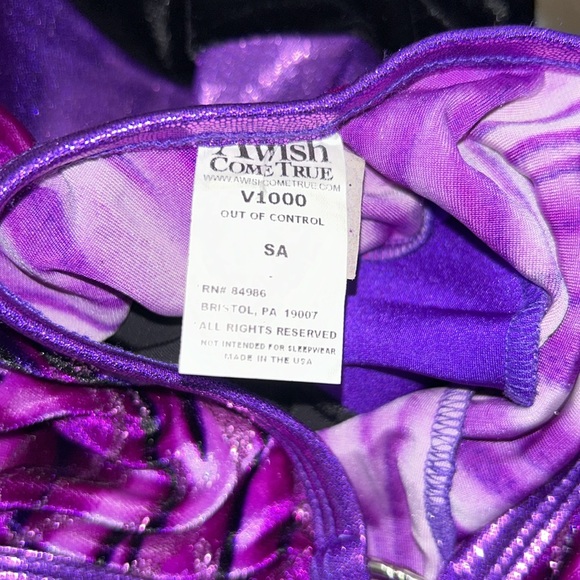 A Wish
COME TRUE
WWW.AWISHCOMETRUE.COM
V1000
OUT OF CONTROL
SA
RN# 84986
BRISTOL, PA 19007
ALL RIGHTS RESERVED
NOT INTENDED FOR SLEEPWEAR
MADE IN THE USA